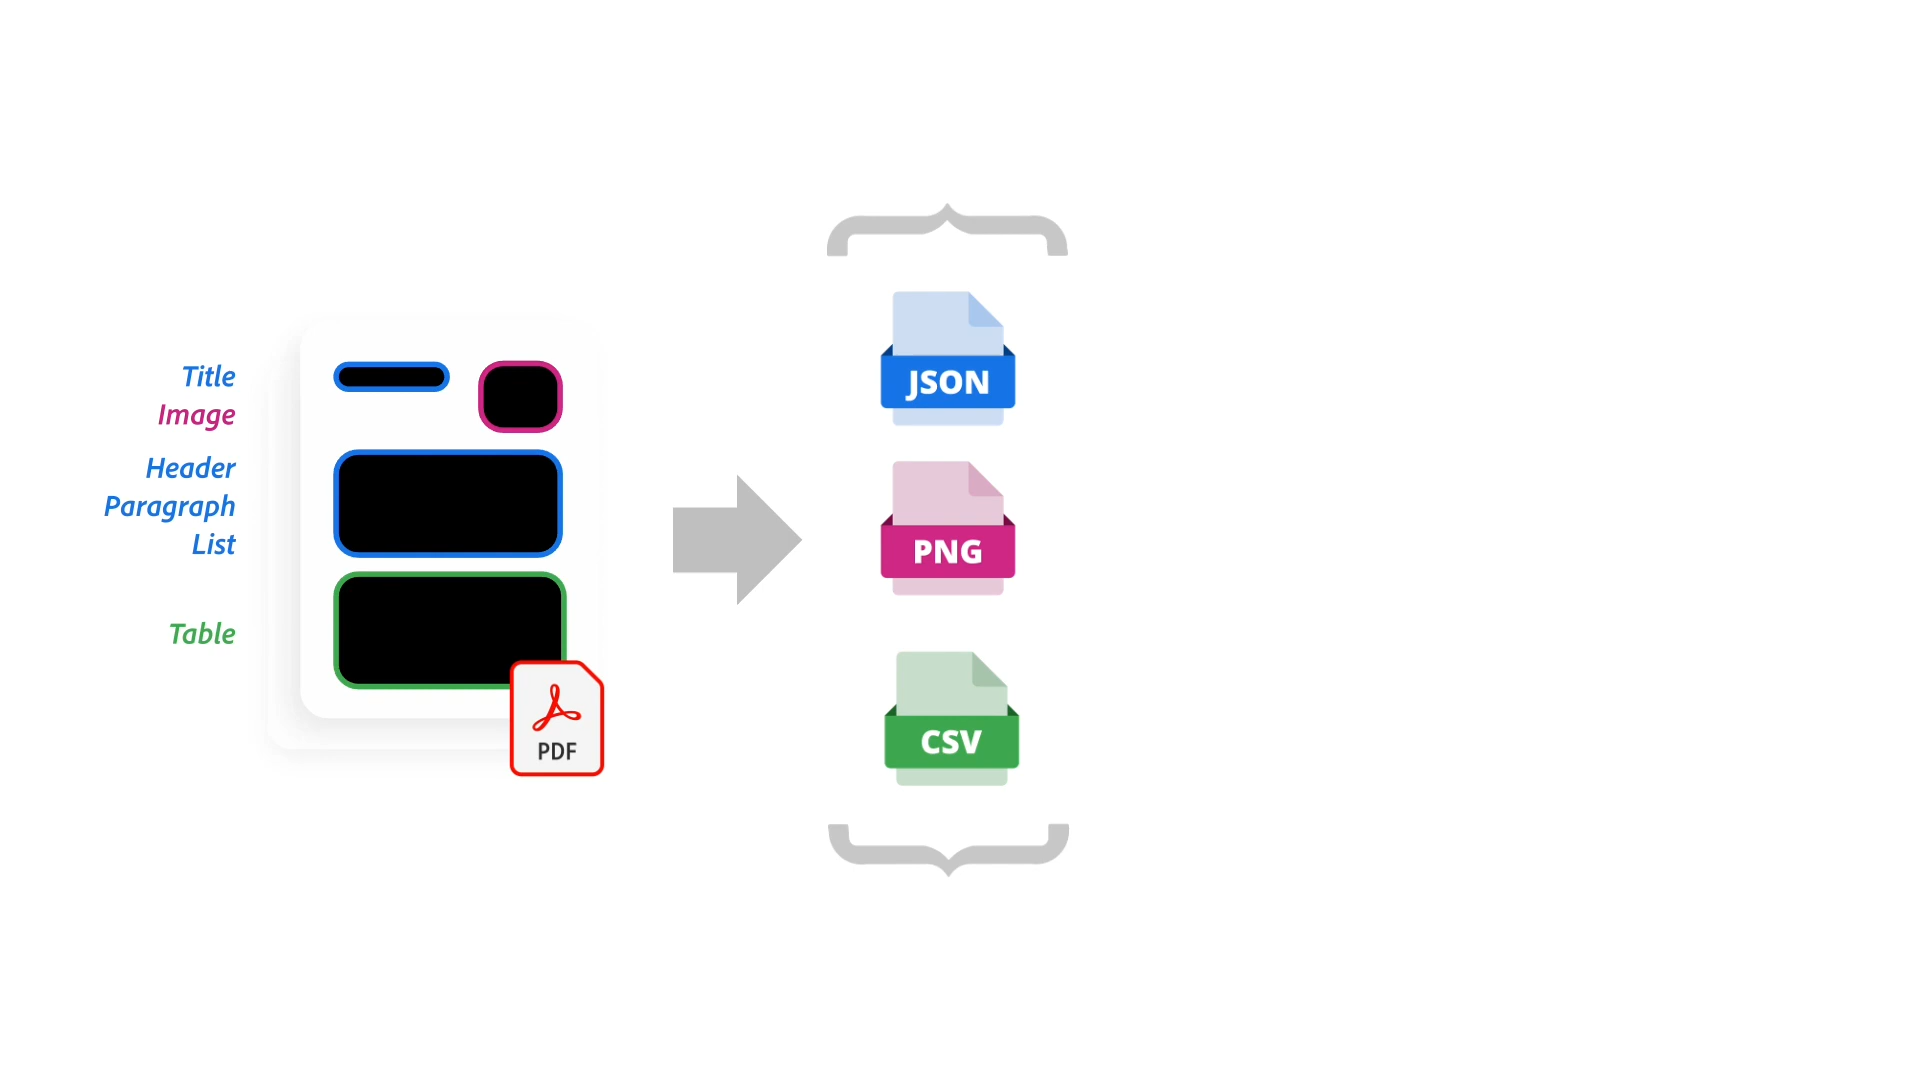 Title
Image
Header
Paragraph
List
Table
PDF
JSON
PNG
CSV